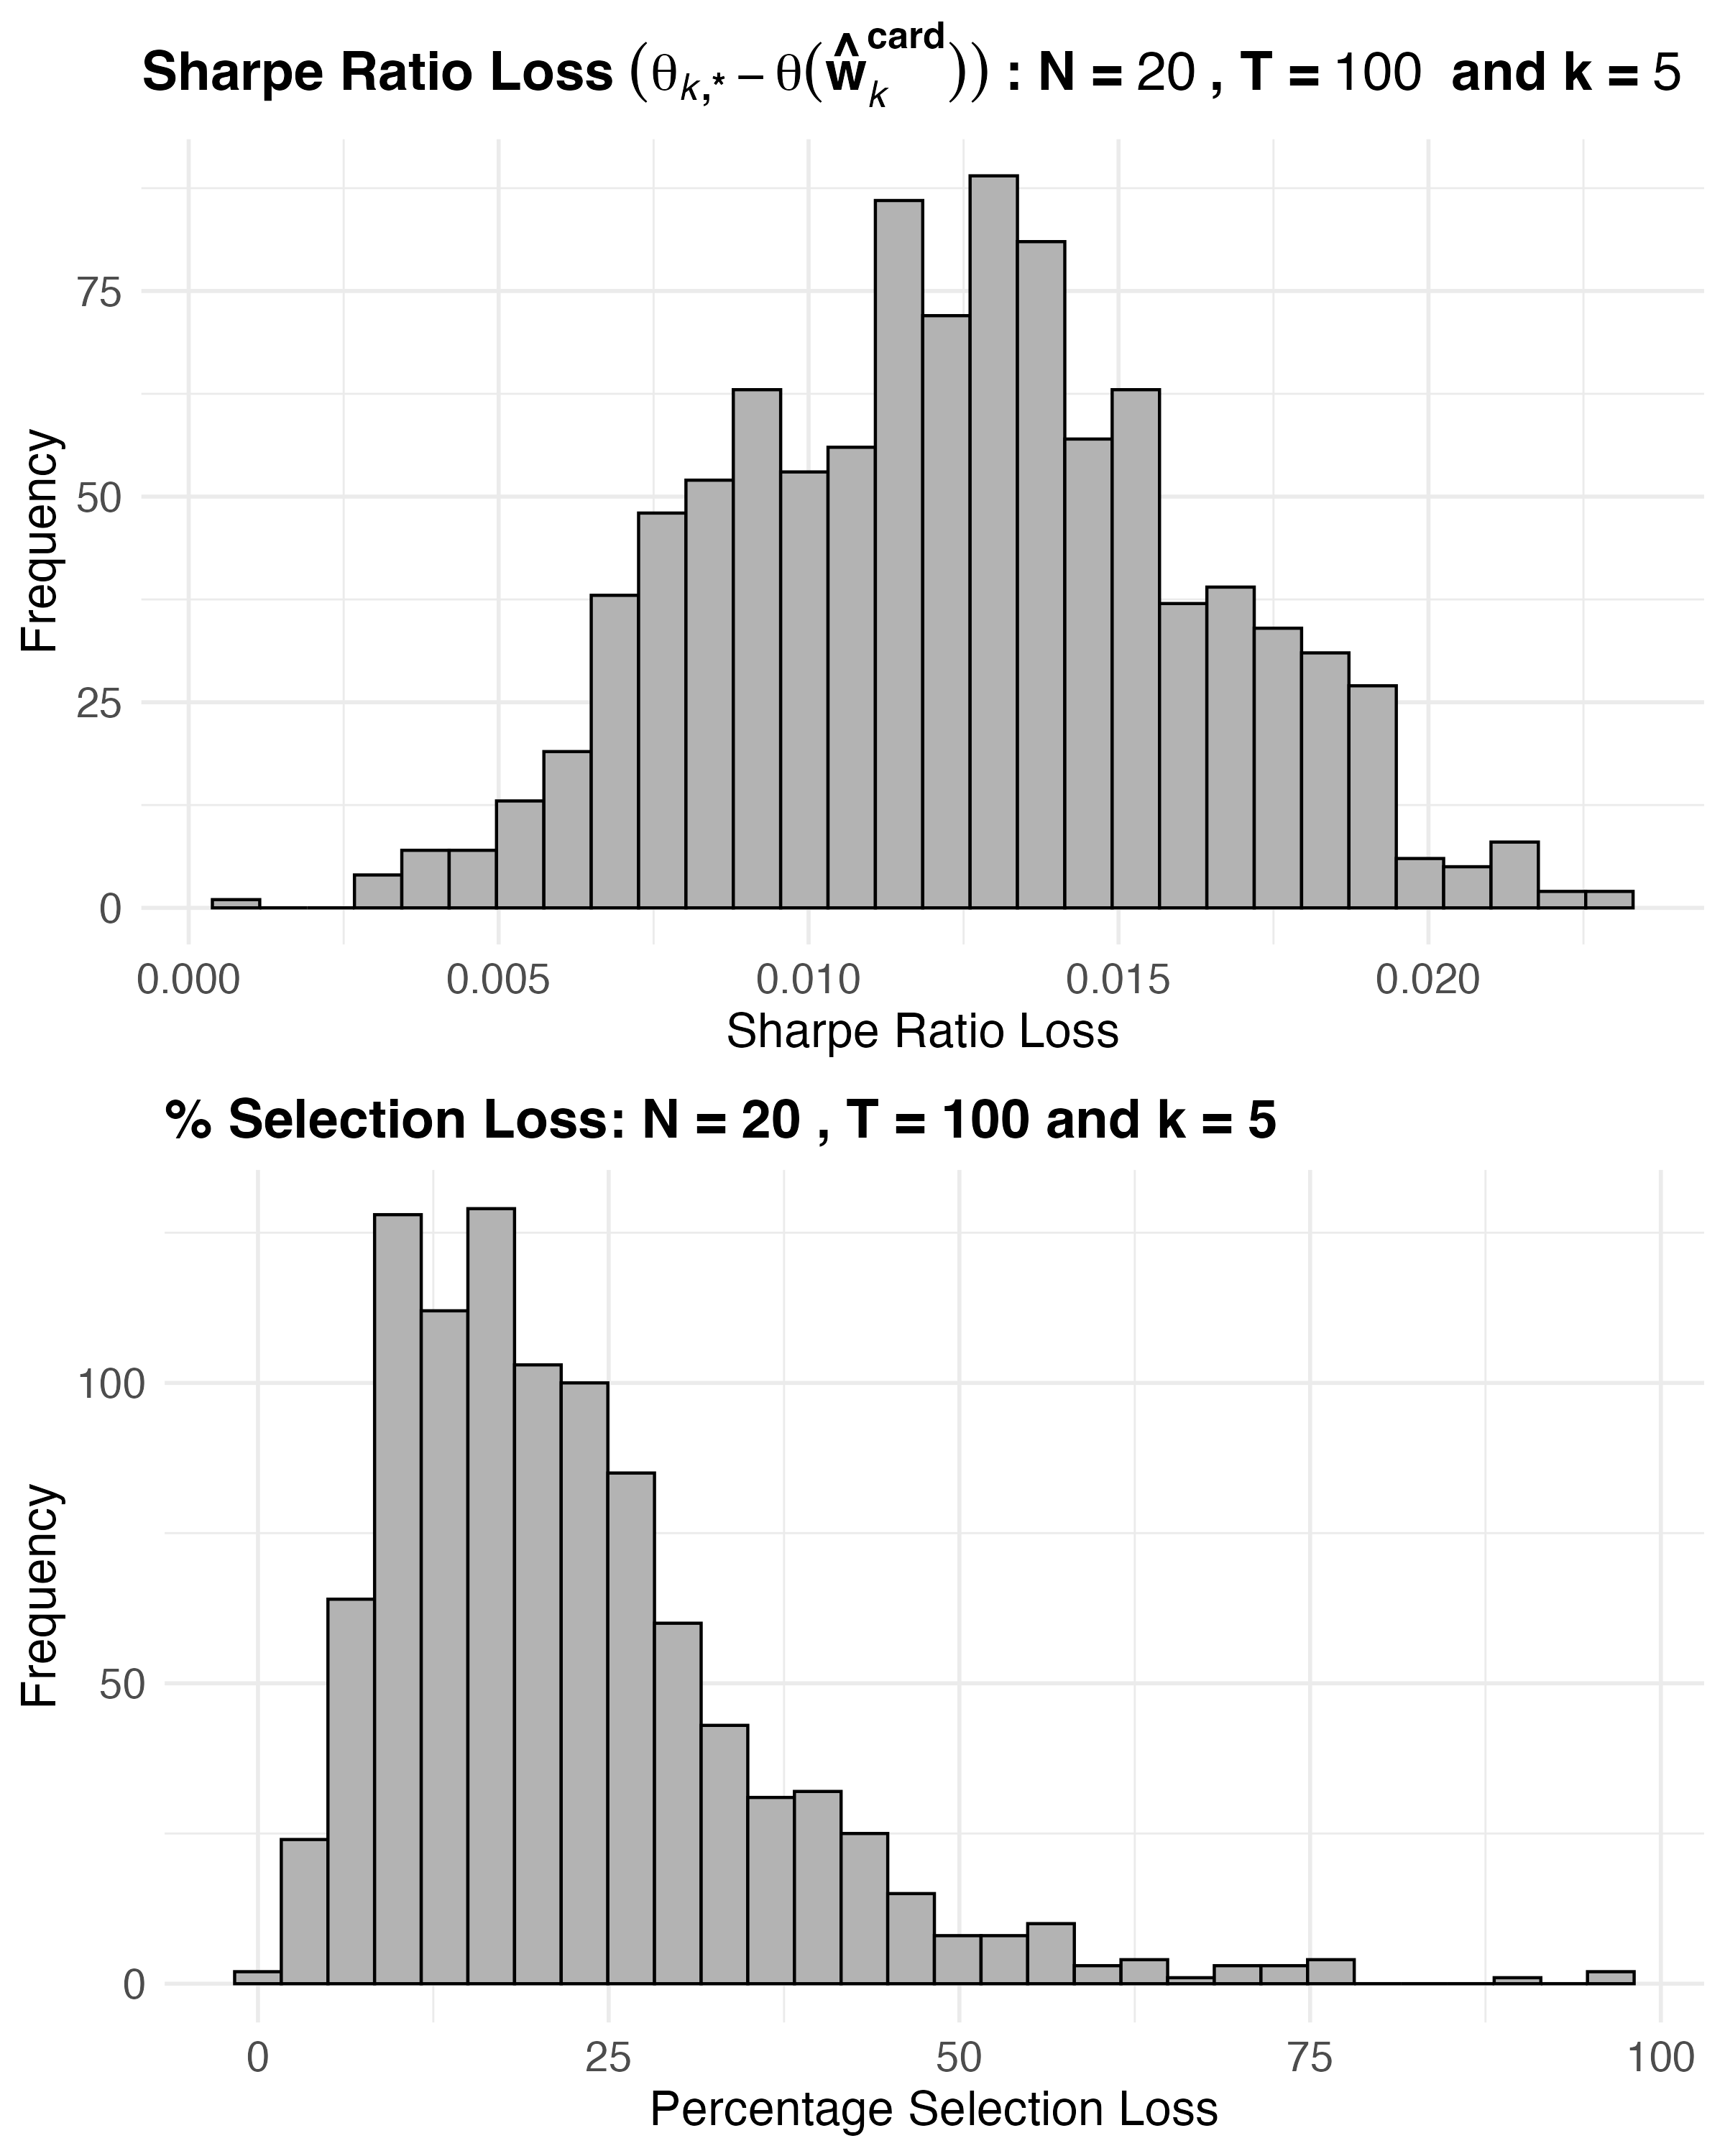 Sharpe Ratio Loss (θk,* − θ(ŵk^card)) : N = 20 , T = 100 and k = 5
Frequency
75
50
25
0
0.000 0.005 0.010 0.015 0.020
Sharpe Ratio Loss
% Selection Loss: N = 20 , T = 100 and k = 5
Frequency
100
50
0
0 25 50 75 100
Percentage Selection Loss